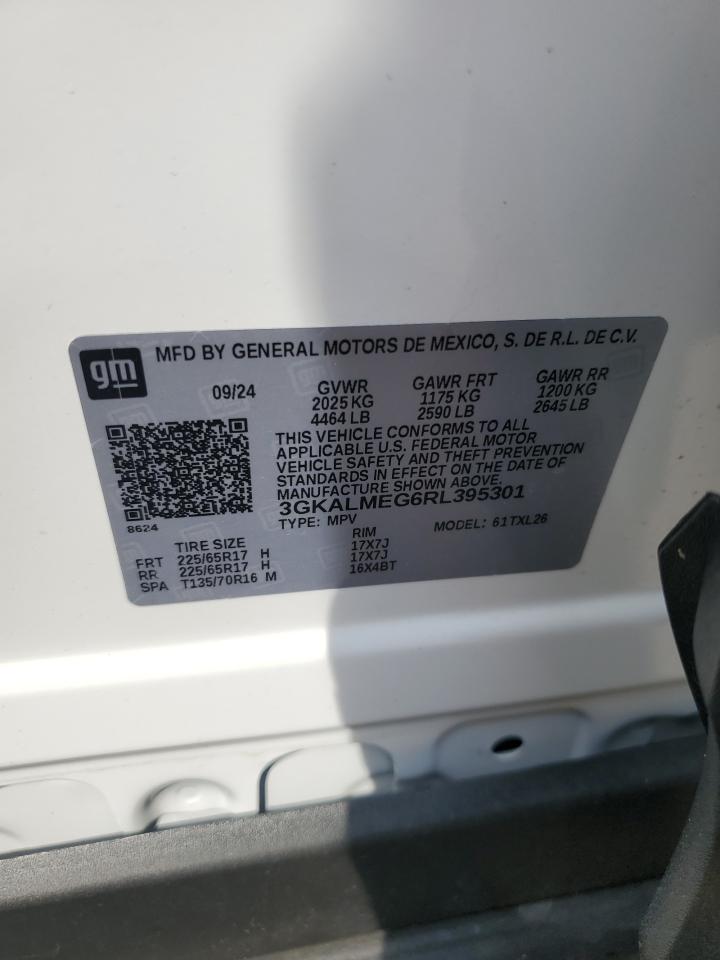 gm
MFD BY GENERAL MOTORS DE MEXICO, S. DE R.L. DE C.V.
09/24 GVWR GAWR FRT GAWR RR
2025 KG 1175 KG 1200 KG
4464 LB 2590 LB 2645 LB
THIS VEHICLE CONFORMS TO ALL
APPLICABLE U.S. FEDERAL MOTOR
VEHICLE SAFETY AND THEFT PREVENTION
STANDARDS IN EFFECT ON THE DATE OF
MANUFACTURE SHOWN ABOVE.
3GKALMEG6RL395301
8624
TYPE: MPV MODEL: 61TXL26
TIRE SIZE RIM
FRT 225/65R17 H 17X7J
RR 225/65R17 H 17X7J
SPA T135/70R16 M 16X4BT